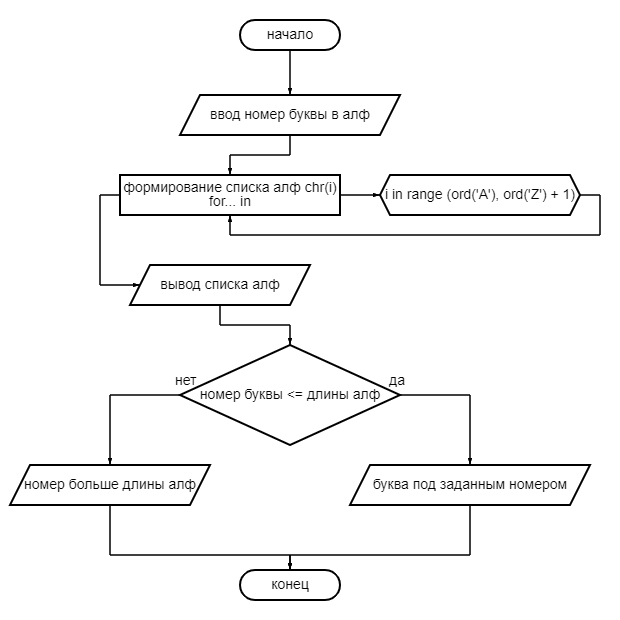 начало
ввод номер буквы в алф
формирование списка алф chr(i)
for... in
i in range (ord('A'), ord('Z') + 1)
вывод списка алф
нет
да
номер буквы <= длины алф
номер больше длины алф
буква под заданным номером
конец